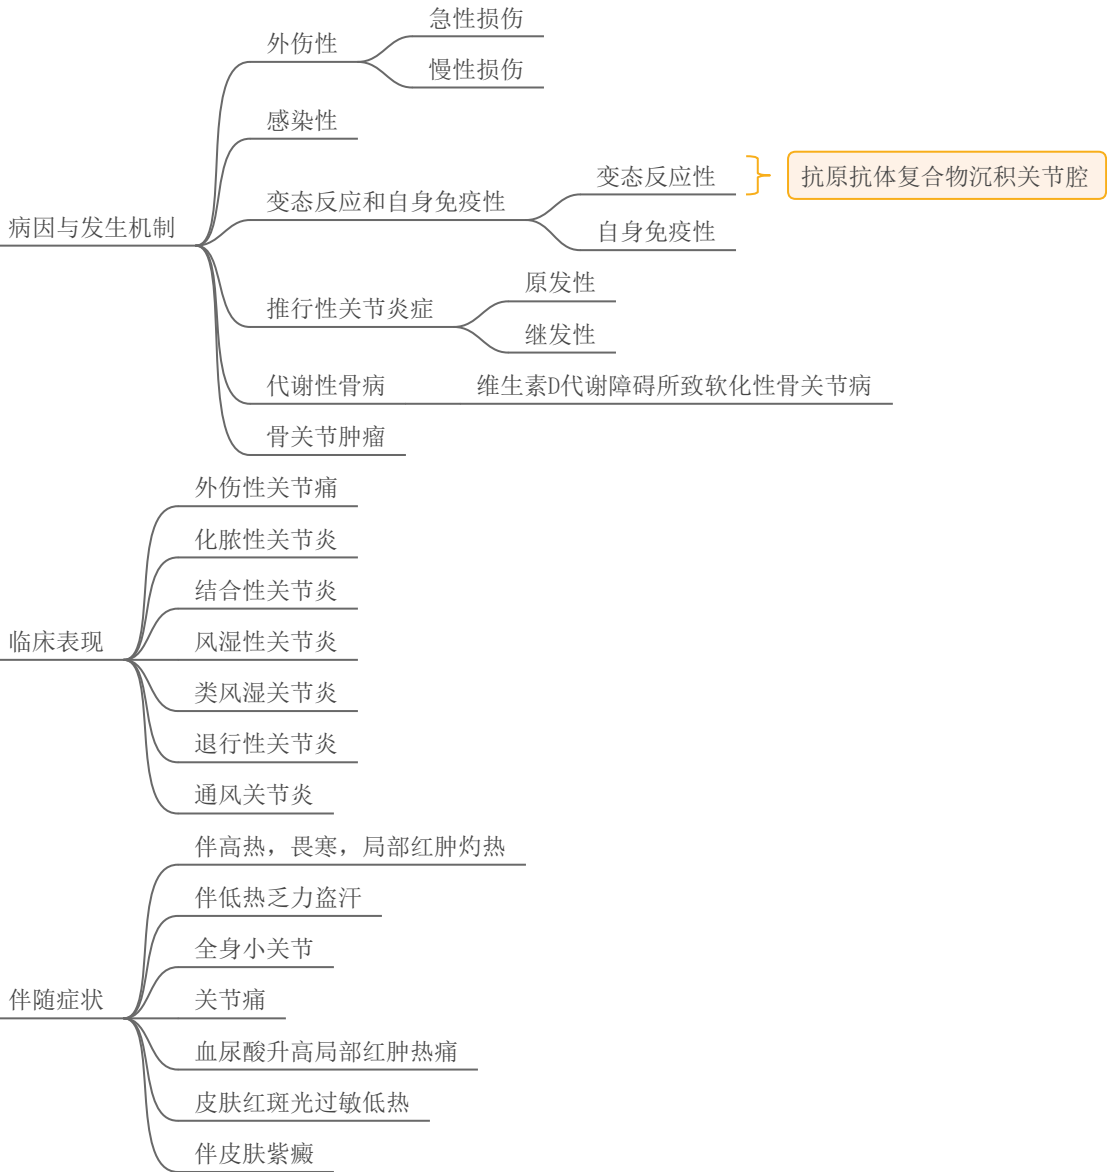 病因与发生机制
外伤性
急性损伤
慢性损伤
感染性
变态反应和自身免疫性
变态反应性
抗原抗体复合物沉积关节腔
自身免疫性
推行性关节炎症
原发性
继发性
代谢性骨病
维生素D代谢障碍所致软化性骨关节病
骨关节肿瘤
临床表现
外伤性关节痛
化脓性关节炎
结合性关节炎
风湿性关节炎
类风湿关节炎
退行性关节炎
通风关节炎
伴随症状
伴高热，畏寒，局部红肿灼热
伴低热乏力盗汗
全身小关节
关节痛
血尿酸升高局部红肿热痛
皮肤红斑光过敏低热
伴皮肤紫癜